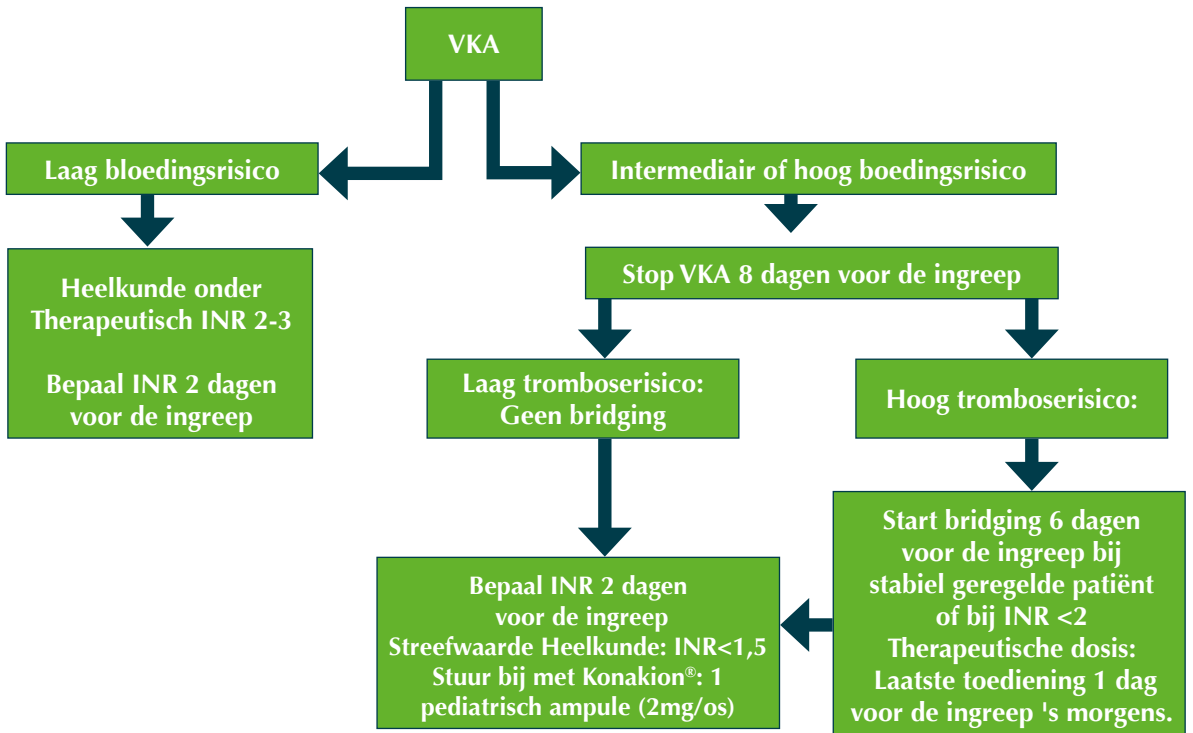 VKA
Laag bloedingsrisico
Intermediair of hoog boedingsrisico
Heelkunde onder
Therapeutisch INR 2-3
Bepaal INR 2 dagen
voor de ingreep
Stop VKA 8 dagen voor de ingreep
Laag tromboserisico:
Geen bridging
Hoog tromboserisico:
Start bridging 6 dagen
voor de ingreep bij
stabiel geregelde patiënt
of bij INR <2
Therapeutische dosis:
Laatste toediening 1 dag
voor de ingreep 's morgens.
Bepaal INR 2 dagen
voor de ingreep
Streefwaarde Heelkunde: INR<1,5
Stuur bij met Konakion®: 1
pediatrisch ampule (2mg/os)